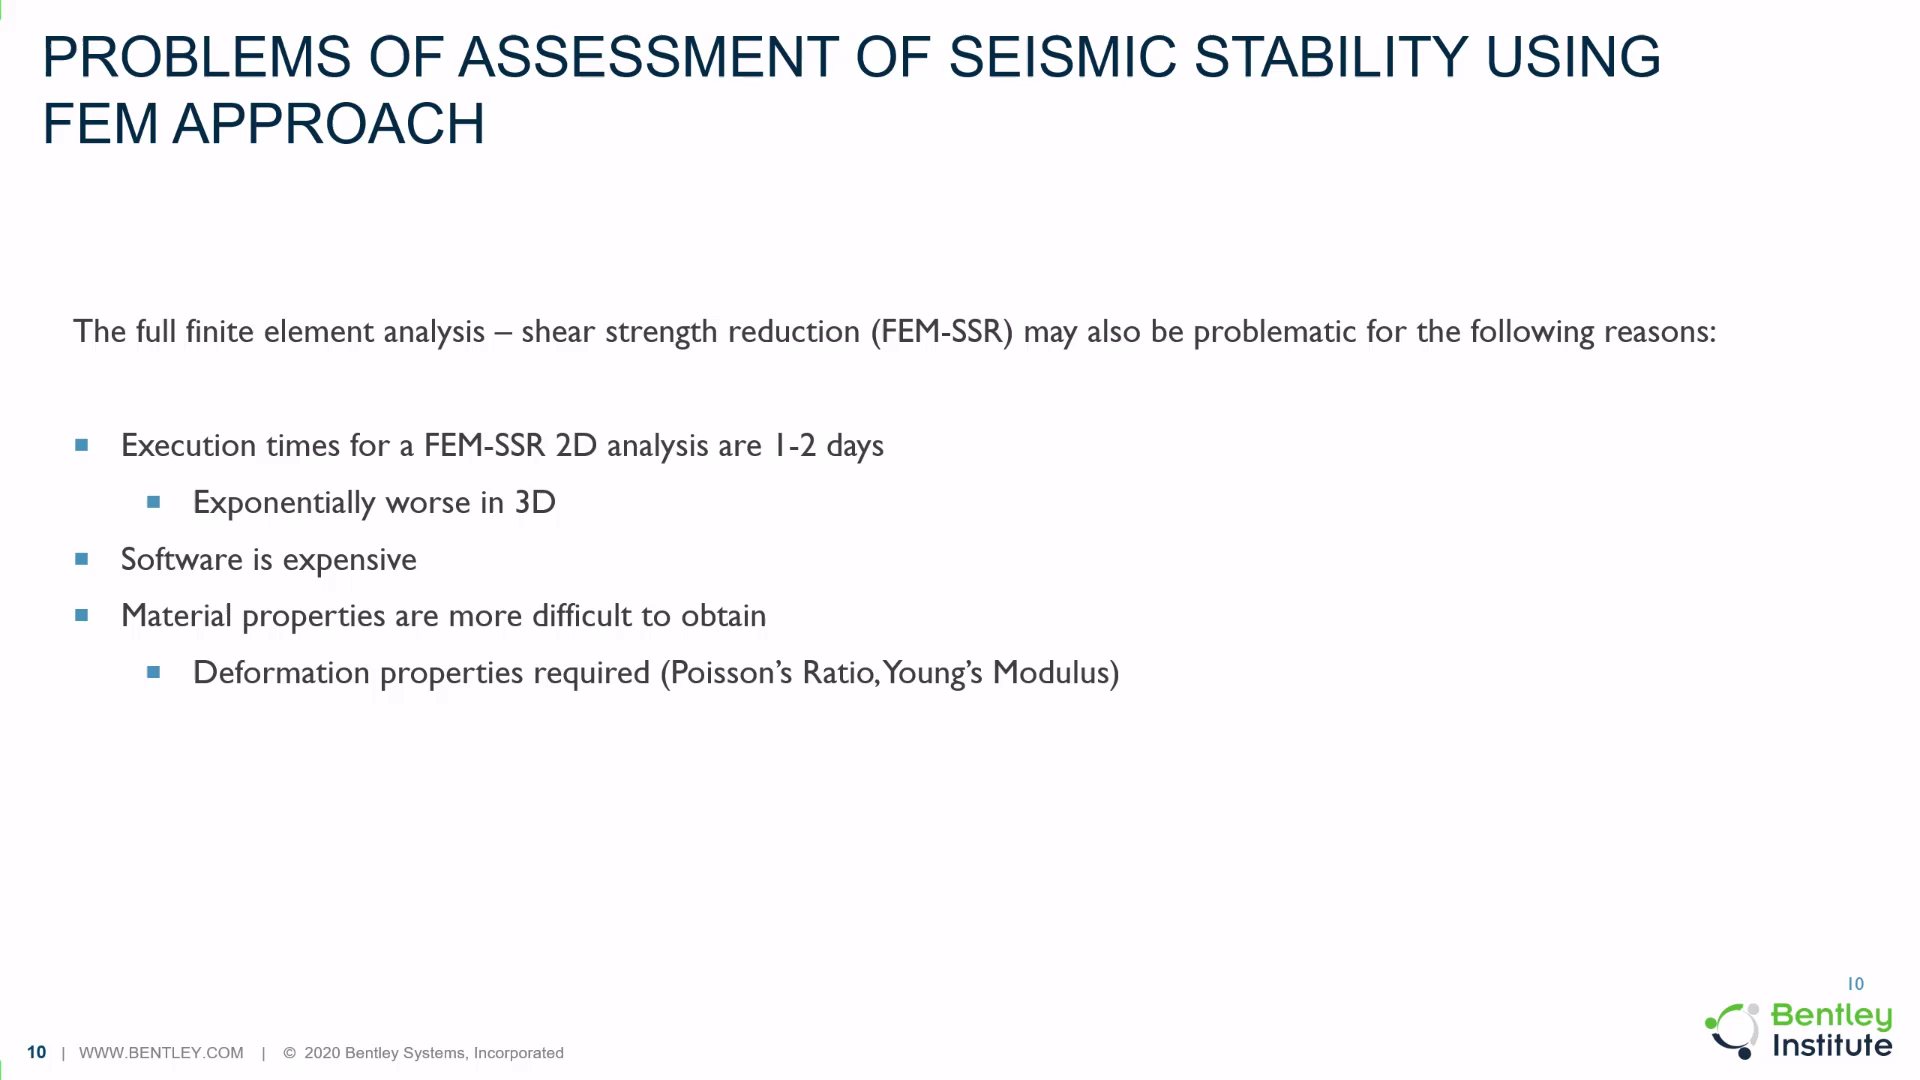 PROBLEMS OF ASSESSMENT OF SEISMIC STABILITY USING
FEM APPROACH
The full finite element analysis – shear strength reduction (FEM-SSR) may also be problematic for the following reasons:
■ Execution times for a FEM-SSR 2D analysis are 1-2 days
■ Exponentially worse in 3D
■ Software is expensive
■ Material properties are more difficult to obtain
■ Deformation properties required (Poisson’s Ratio, Young’s Modulus)
10
Bentley
Institute
10 | WWW.BENTLEY.COM | © 2020 Bentley Systems, Incorporated